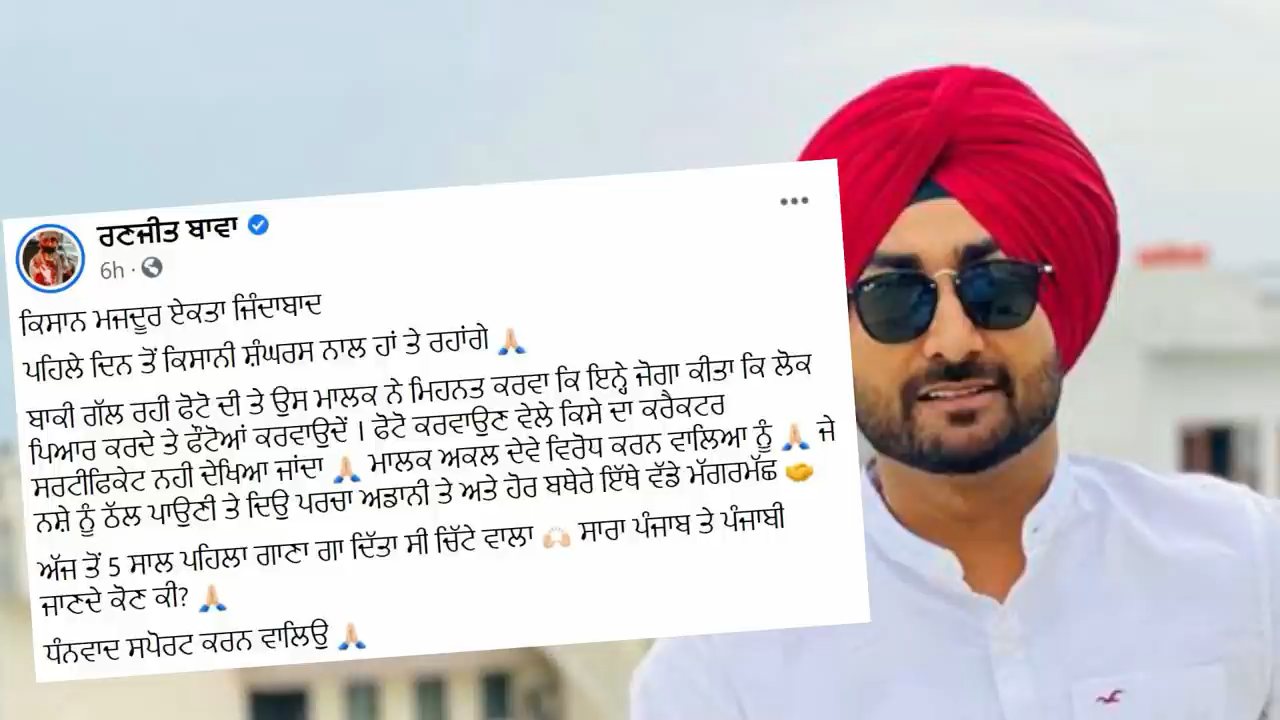 ਰਣਜੀਤ ਬਾਵਾ
6h ·
ਕਿਸਾਨ ਮਜਦੂਰ ਏਕਤਾ ਜਿੰਦਾਬਾਦ
ਪਹਿਲੇ ਦਿਨ ਤੋਂ ਕਿਸਾਨੀ ਸ਼ੰਘਰਸ ਨਾਲ ਹਾਂ ਤੇ ਰਹਾਂਗੇ 🙏🏻
ਬਾਕੀ ਗੱਲ ਰਹੀ ਫੋਟੋ ਦੀ ਤੇ ਉਸ ਮਾਲਕ ਨੇ ਮਿਹਨਤ ਕਰਵਾ ਕਿ ਇਨ੍ਹੇ ਜੋਗਾ ਕੀਤਾ ਕਿ ਲੋਕ
ਪਿਆਰ ਕਰਦੇ ਤੇ ਫੌਟੋਆਂ ਕਰਵਾਉਦੇਂ । ਫੋਟੋ ਕਰਵਾਉਣ ਵੇਲੇ ਕਿਸੇ ਦਾ ਕਰੈਕਟਰ
ਸਰਟੀਫਿਕੇਟ ਨਹੀ ਦੇਖਿਆ ਜਾਂਦਾ 🙏🏻 ਮਾਲਕ ਅਕਲ ਦੇਵੇ ਵਿਰੋਧ ਕਰਨ ਵਾਲਿਆ ਨੂੰ 🙏🏻 ਜੇ
ਨਸ਼ੇ ਨੂੰ ਠੱਲ ਪਾਉਣੀ ਤੇ ਦਿਉ ਪਰਚਾ ਅਡਾਨੀ ਤੇ ਅਤੇ ਹੋਰ ਬਥੇਰੇ ਇੱਥੇ ਵੱਡੇ ਮੱਗਰਮੱਛ 🤝
ਅੱਜ ਤੋਂ 5 ਸਾਲ ਪਹਿਲਾ ਗਾਣਾ ਗਾ ਦਿੱਤਾ ਸੀ ਚਿੱਟੇ ਵਾਲਾ 🙌🏻 ਸਾਰਾ ਪੰਜਾਬ ਤੇ ਪੰਜਾਬੀ
ਜਾਣਦੇ ਕੋਣ ਕੀ? 🙏🏻
ਧੰਨਵਾਦ ਸਪੋਰਟ ਕਰਨ ਵਾਲਿਉ 🙏🏻